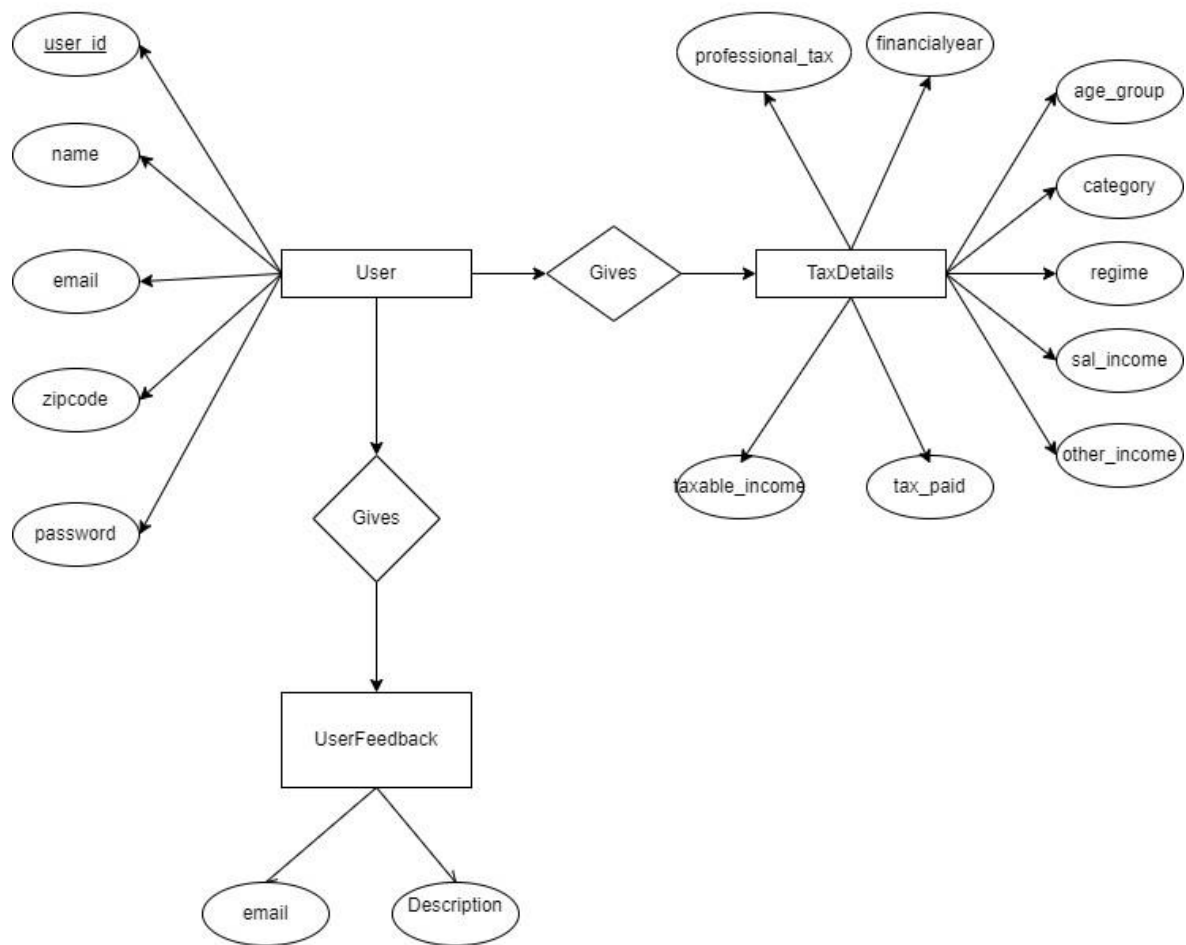 user_id
professional_tax
financialyear
age_group
name
category
email
User
Gives
TaxDetails
regime
sal_income
zipcode
other_income
taxable_income
tax_paid
password
Gives
UserFeedback
email
Description